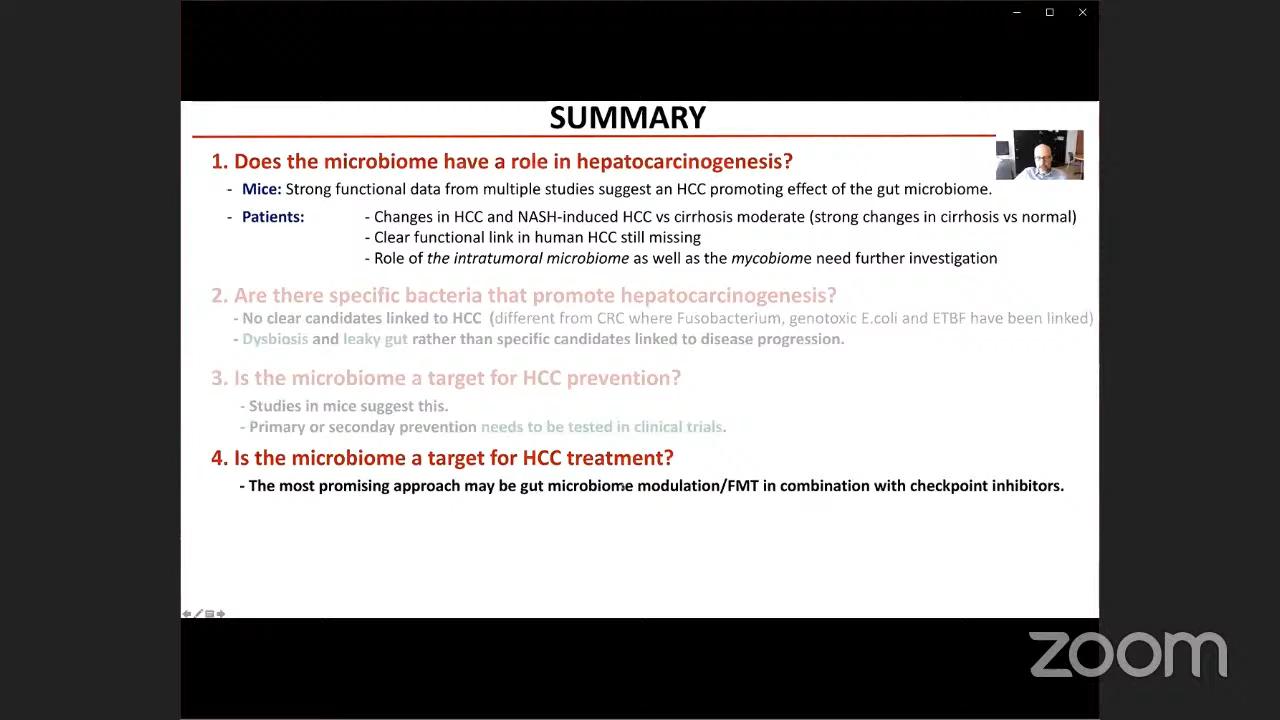 SUMMARY
1. Does the microbiome have a role in hepatocarcinogenesis?
- Mice: Strong functional data from multiple studies suggest an HCC promoting effect of the gut microbiome.
- Patients: - Changes in HCC and NASH-induced HCC vs cirrhosis moderate (strong changes in cirrhosis vs normal)
- Clear functional link in human HCC still missing
- Role of the intratumoral microbiome as well as the mycobiome need further investigation
2. Are there specific bacteria that promote hepatocarcinogenesis?
- No clear candidates linked to HCC (different from CRC where Fusobacterium, genotoxic E.coli and ETBF have been linked)
- Dysbiosis and leaky gut rather than specific candidates linked to disease progression.
3. Is the microbiome a target for HCC prevention?
- Studies in mice suggest this.
- Primary or seconday prevention needs to be tested in clinical trials.
4. Is the microbiome a target for HCC treatment?
- The most promising approach may be gut microbiome modulation/FMT in combination with checkpoint inhibitors.
zoom